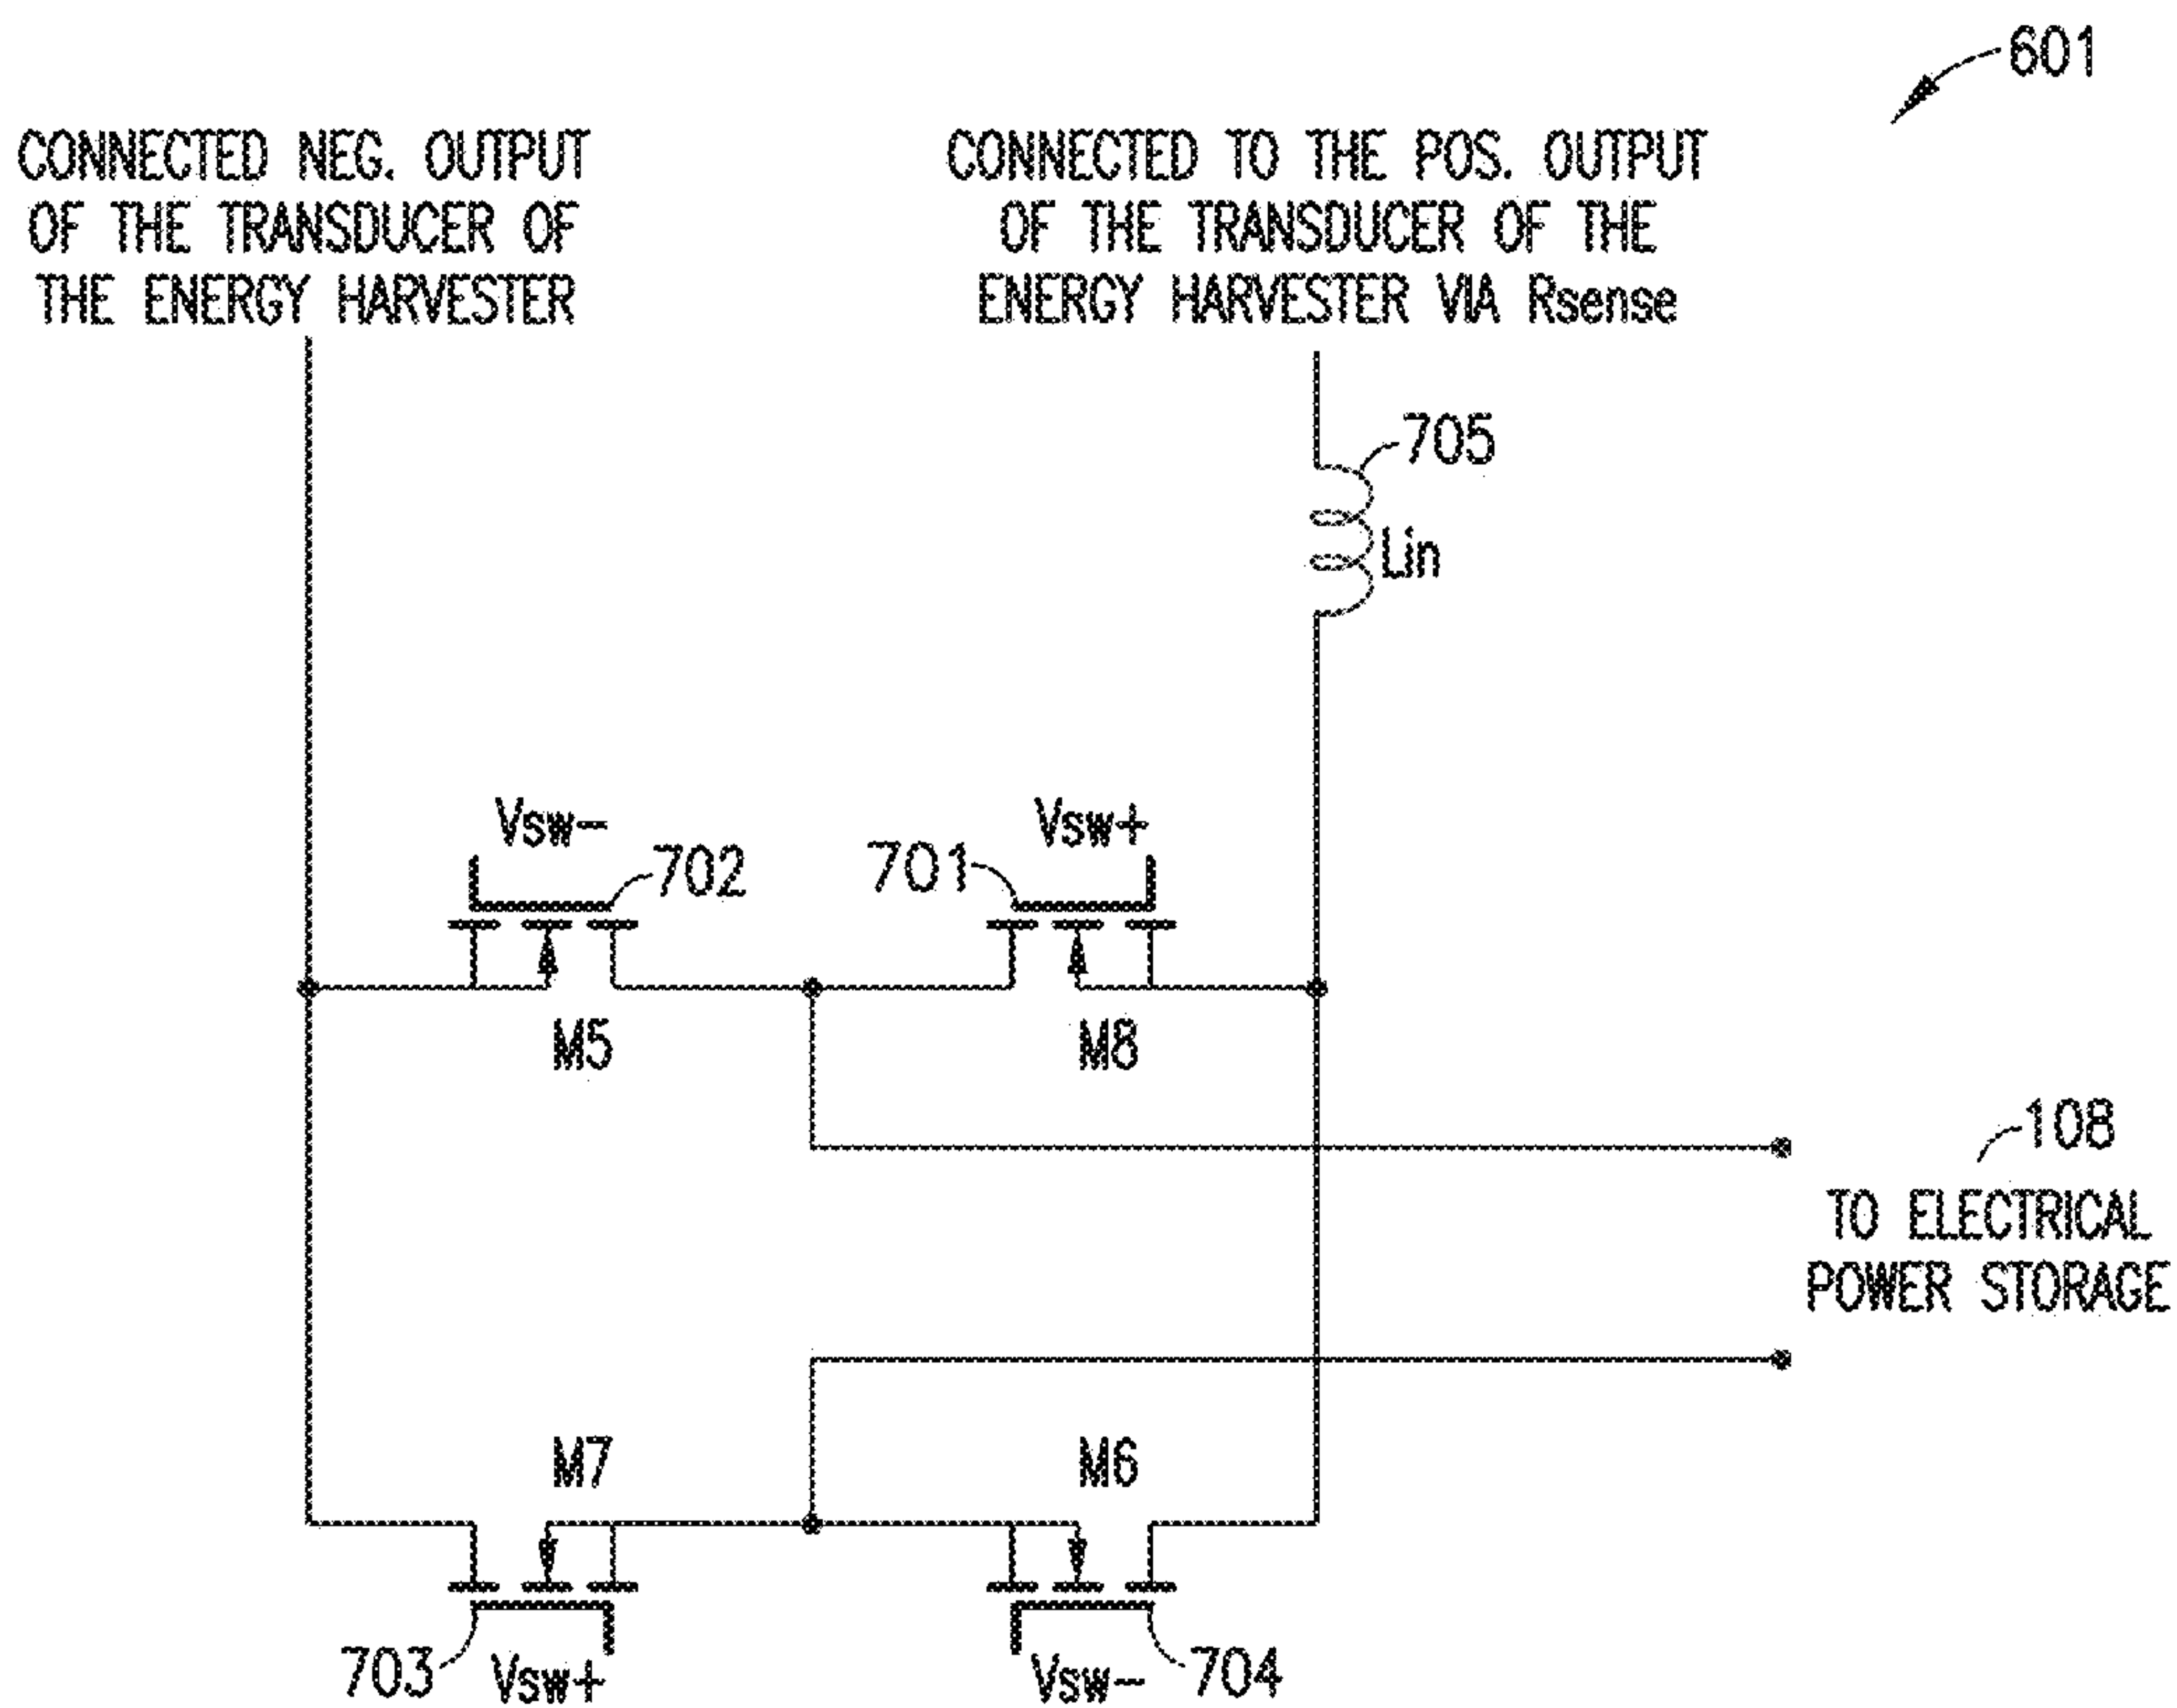 601
CONNECTED NEG. OUTPUT
OF THE TRANSDUCER OF
THE ENERGY HARVESTER
CONNECTED TO THE POS. OUTPUT
OF THE TRANSDUCER OF THE
ENERGY HARVESTER VIA Rsense
705
Lin
Vsw-
702
701
Vsw+
M5
M8
108
TO ELECTRICAL
POWER STORAGE
M7
M6
703
Vsw+
Vsw-
704